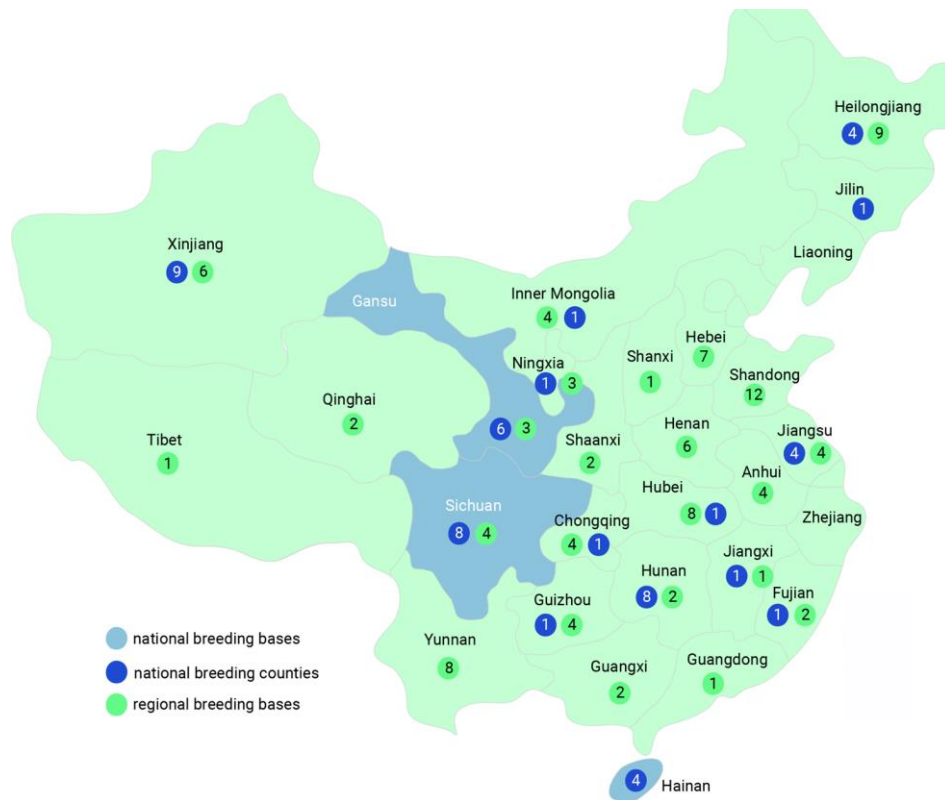 Heilongjiang
4 9
Jilin
1
Liaoning
Xinjiang
9 6
Gansu
6 3
Inner Mongolia
4 1
Ningxia
1 3
Shanxi
1
Hebei
7
Shandong
12
Qinghai
2
Tibet
1
Shaanxi
2
Henan
6
Jiangsu
4 4
Anhui
4
Zhejiang
Hubei
8 1
Sichuan
8 4
Chongqing
4 1
Jiangxi
1 1
Hunan
8 2
Fujian
1 2
Guizhou
1 4
Yunnan
8
Guangxi
2
Guangdong
1
4
Hainan
national breeding bases
national breeding counties
regional breeding bases